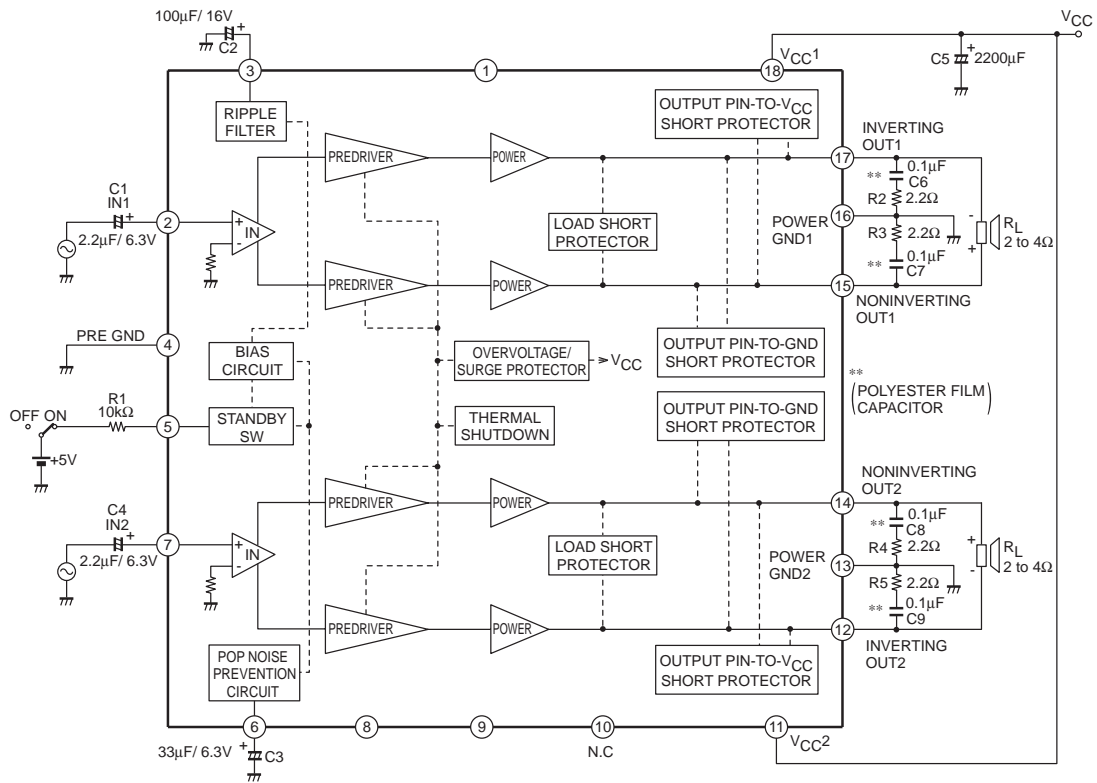 100μF/ 16V
+
C2
VCC
VCC1
C5
+
2200μF
3
1
18
RIPPLE
FILTER
OUTPUT PIN-TO-VCC
SHORT PROTECTOR
INVERTING
OUT1
PREDRIVER
POWER
17
**
0.1μF
C6
R2
2.2Ω
C1
IN1
+
2.2μF/ 6.3V
2
+
-
IN
LOAD SHORT
PROTECTOR
POWER
GND1
16
R3
2.2Ω
-
+
RL
2 to 4Ω
**
0.1μF
C7
PREDRIVER
POWER
15
NONINVERTING
OUT1
PRE GND
4
BIAS
CIRCUIT
OVERVOLTAGE/
SURGE PROTECTOR
VCC
OUTPUT PIN-TO-GND
SHORT PROTECTOR
**
(POLYESTER FILM
CAPACITOR)
OFF ON
R1
10kΩ
5
+5V
STANDBY
SW
THERMAL
SHUTDOWN
OUTPUT PIN-TO-GND
SHORT PROTECTOR
NONINVERTING
OUT2
PREDRIVER
POWER
14
**
0.1μF
C8
R4
2.2Ω
C4
IN2
+
2.2μF/ 6.3V
7
+
-
IN
LOAD SHORT
PROTECTOR
POWER
GND2
13
R5
2.2Ω
+
-
RL
2 to 4Ω
**
0.1μF
C9
PREDRIVER
POWER
12
INVERTING
OUT2
POP NOISE
PREVENTION
CIRCUIT
OUTPUT PIN-TO-VCC
SHORT PROTECTOR
6
8
9
10
11
N.C
VCC2
33μF/ 6.3V
+
C3